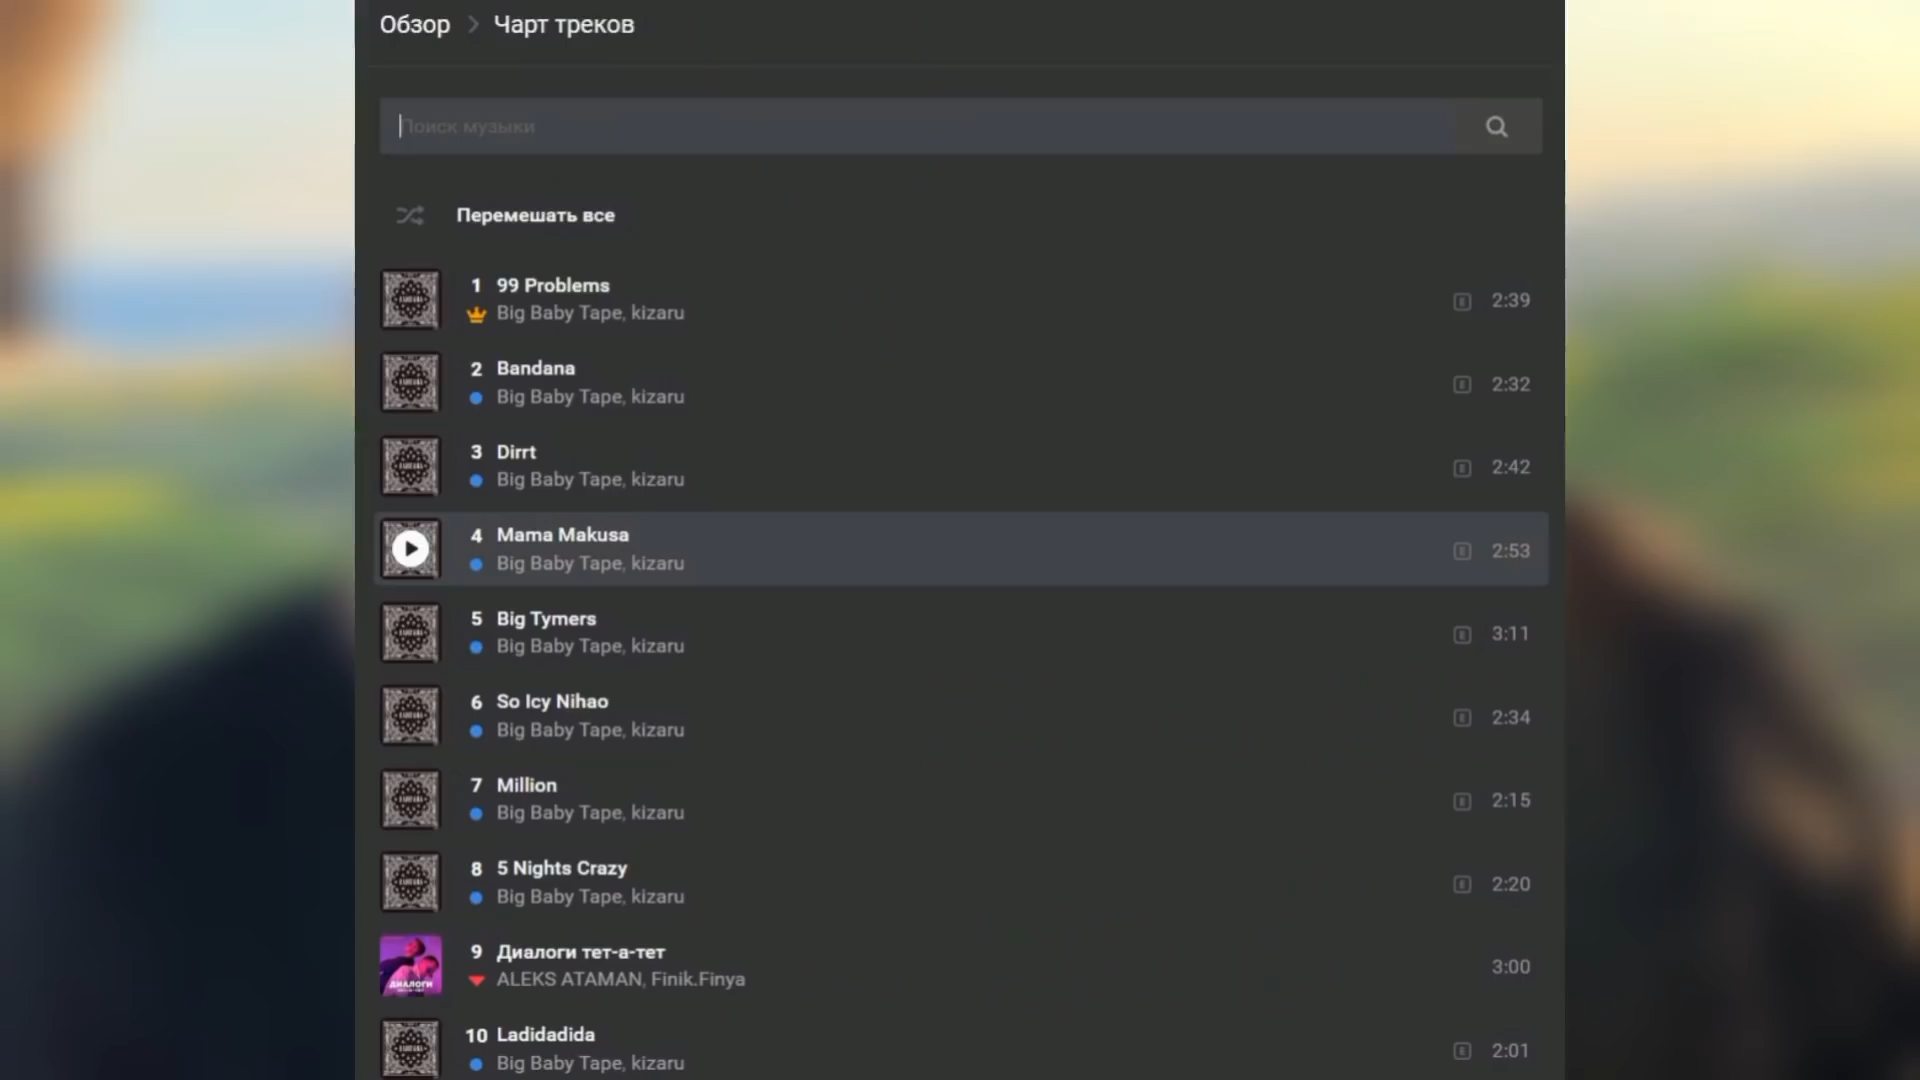 Обзор > Чарт треков
Поиск музыки
Перемешать все
1 99 Problems
Big Baby Tape, kizaru
E 2:39
2 Bandana
Big Baby Tape, kizaru
E 2:32
3 Dirrt
Big Baby Tape, kizaru
E 2:42
4 Mama Makusa
Big Baby Tape, kizaru
E 2:53
5 Big Tymers
Big Baby Tape, kizaru
E 3:11
6 So Icy Nihao
Big Baby Tape, kizaru
E 2:34
7 Million
Big Baby Tape, kizaru
E 2:15
8 5 Nights Crazy
Big Baby Tape, kizaru
E 2:20
ДИАЛОГИ
9 Диалоги тет-а-тет
ALEKS ATAMAN, Finik.Finya
3:00
10 Ladidadida
Big Baby Tape, kizaru
E 2:01